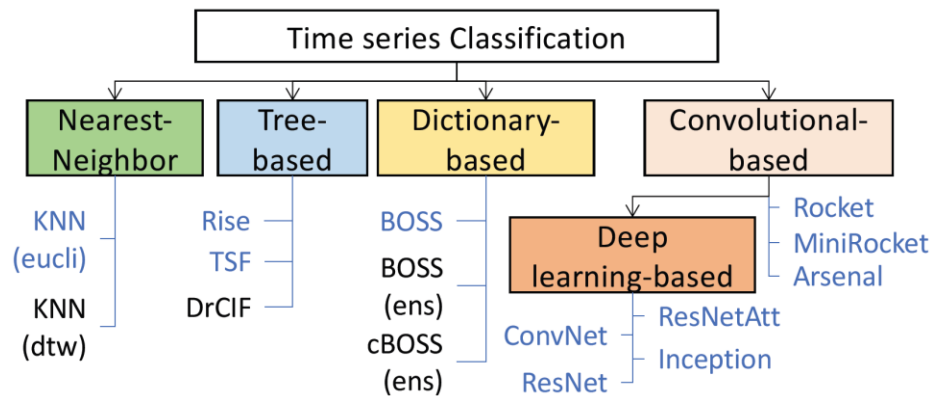 Time series Classification
Nearest-
Neighbor
Tree-
based
Dictionary-
based
Convolutional-
based
KNN
(eucli)
KNN
(dtw)
Rise
TSF
DrCIF
BOSS
BOSS
(ens)
cBOSS
(ens)
Deep
learning-based
ConvNet
ResNet
ResNetAtt
Inception
Rocket
MiniRocket
Arsenal